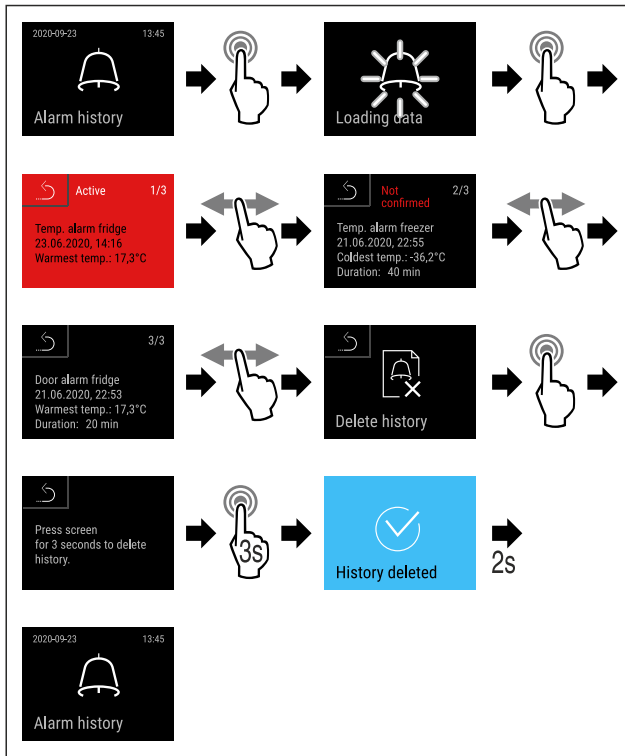 2020-09-23 13:45
Alarm history
Loading data
Active 1/3
Temp. alarm fridge
23.06.2020, 14:16
Warmest temp.: 17,3°C
Not 2/3
confirmed
Temp. alarm freezer
21.06.2020, 22:55
Coldest temp.: -36,2°C
Duration: 40 min
3/3
Door alarm fridge
21.06.2020, 22:53
Warmest temp.: 17,3°C
Duration: 20 min
Delete history
Press screen
for 3 seconds to delete
history.
3s
History deleted
2s
2020-09-23 13:45
Alarm history